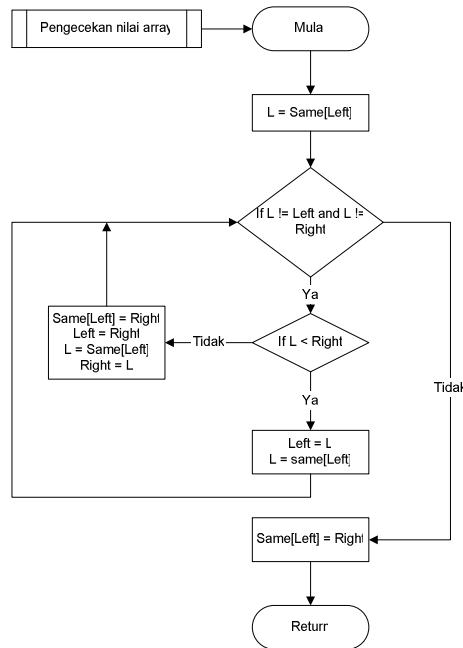 Pengecekan nilai array
Mula
L = Same[Left]
If L != Left and L !=
Right
Ya
Same[Left] = Right
Left = Right
L = Same[Left]
Right = L
Tidak
If L < Right
Tidak
Ya
Left = L
L = same[Left]
Same[Left] = Right
Return